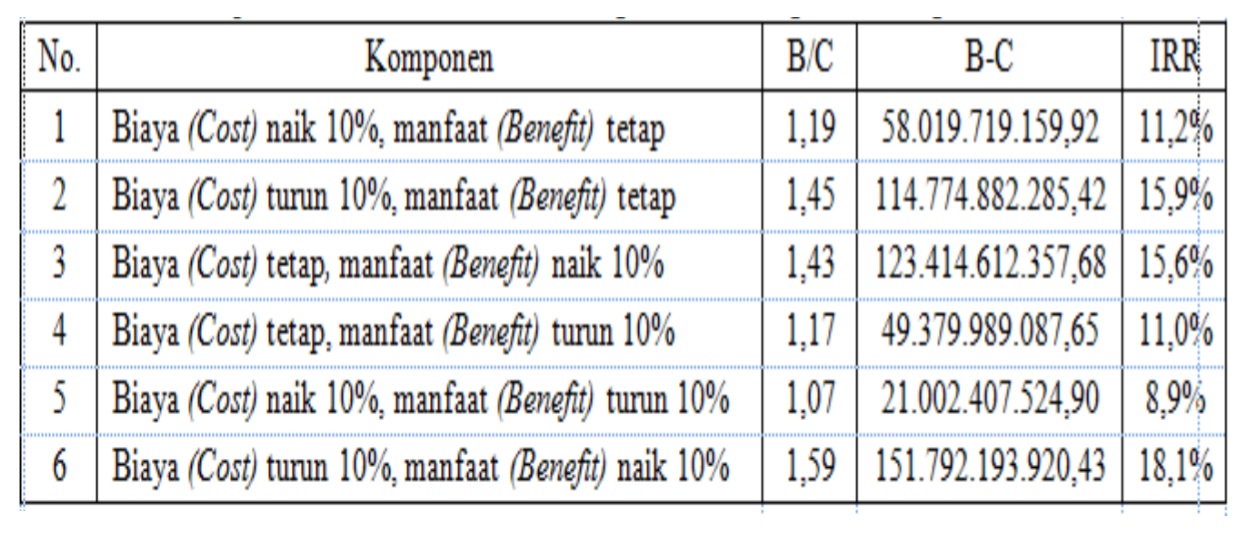 No. Komponen B/C B-C IRR
1 Biaya (Cost) naik 10%, manfaat (Benefit) tetap 1,19 58.019.719.159,92 11,2%
2 Biaya (Cost) turun 10%, manfaat (Benefit) tetap 1,45 114.774.882.285,42 15,9%
3 Biaya (Cost) tetap, manfaat (Benefit) naik 10% 1,43 123.414.612.357,68 15,6%
4 Biaya (Cost) tetap, manfaat (Benefit) turun 10% 1,17 49.379.989.087,65 11,0%
5 Biaya (Cost) naik 10%, manfaat (Benefit) turun 10% 1,07 21.002.407.524,90 8,9%
6 Biaya (Cost) turun 10%, manfaat (Benefit) naik 10% 1,59 151.792.193.920,43 18,1%